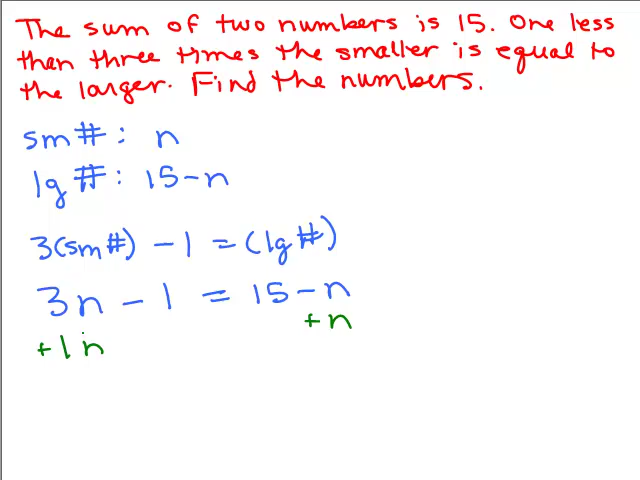 The sum of two numbers is 15. One less
than three times the smaller is equal to
the larger. Find the numbers.
sm#: n
lg#: 15-n
3(sm#) - 1 = (lg#)
3n - 1 = 15 - n
+n
+1n